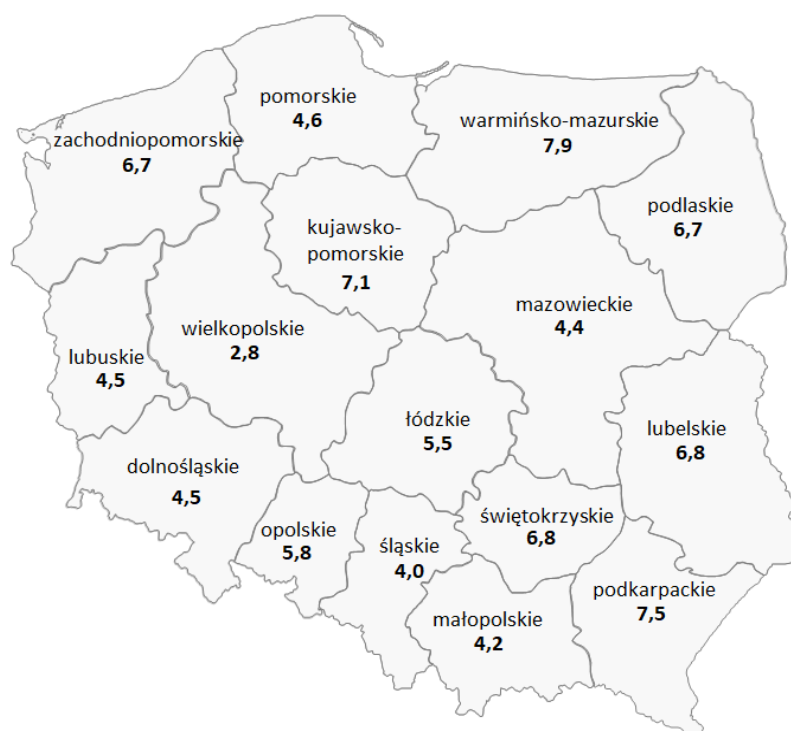 pomorskie
4,6
warmińsko-mazurskie
7,9
zachodniopomorskie
6,7
podlaskie
6,7
kujawsko-
pomorskie
7,1
mazowieckie
4,4
wielkopolskie
2,8
lubuskie
4,5
łódzkie
5,5
lubelskie
6,8
dolnośląskie
4,5
opolskie
5,8
śląskie
4,0
świętokrzyskie
6,8
małopolskie
4,2
podkarpackie
7,5